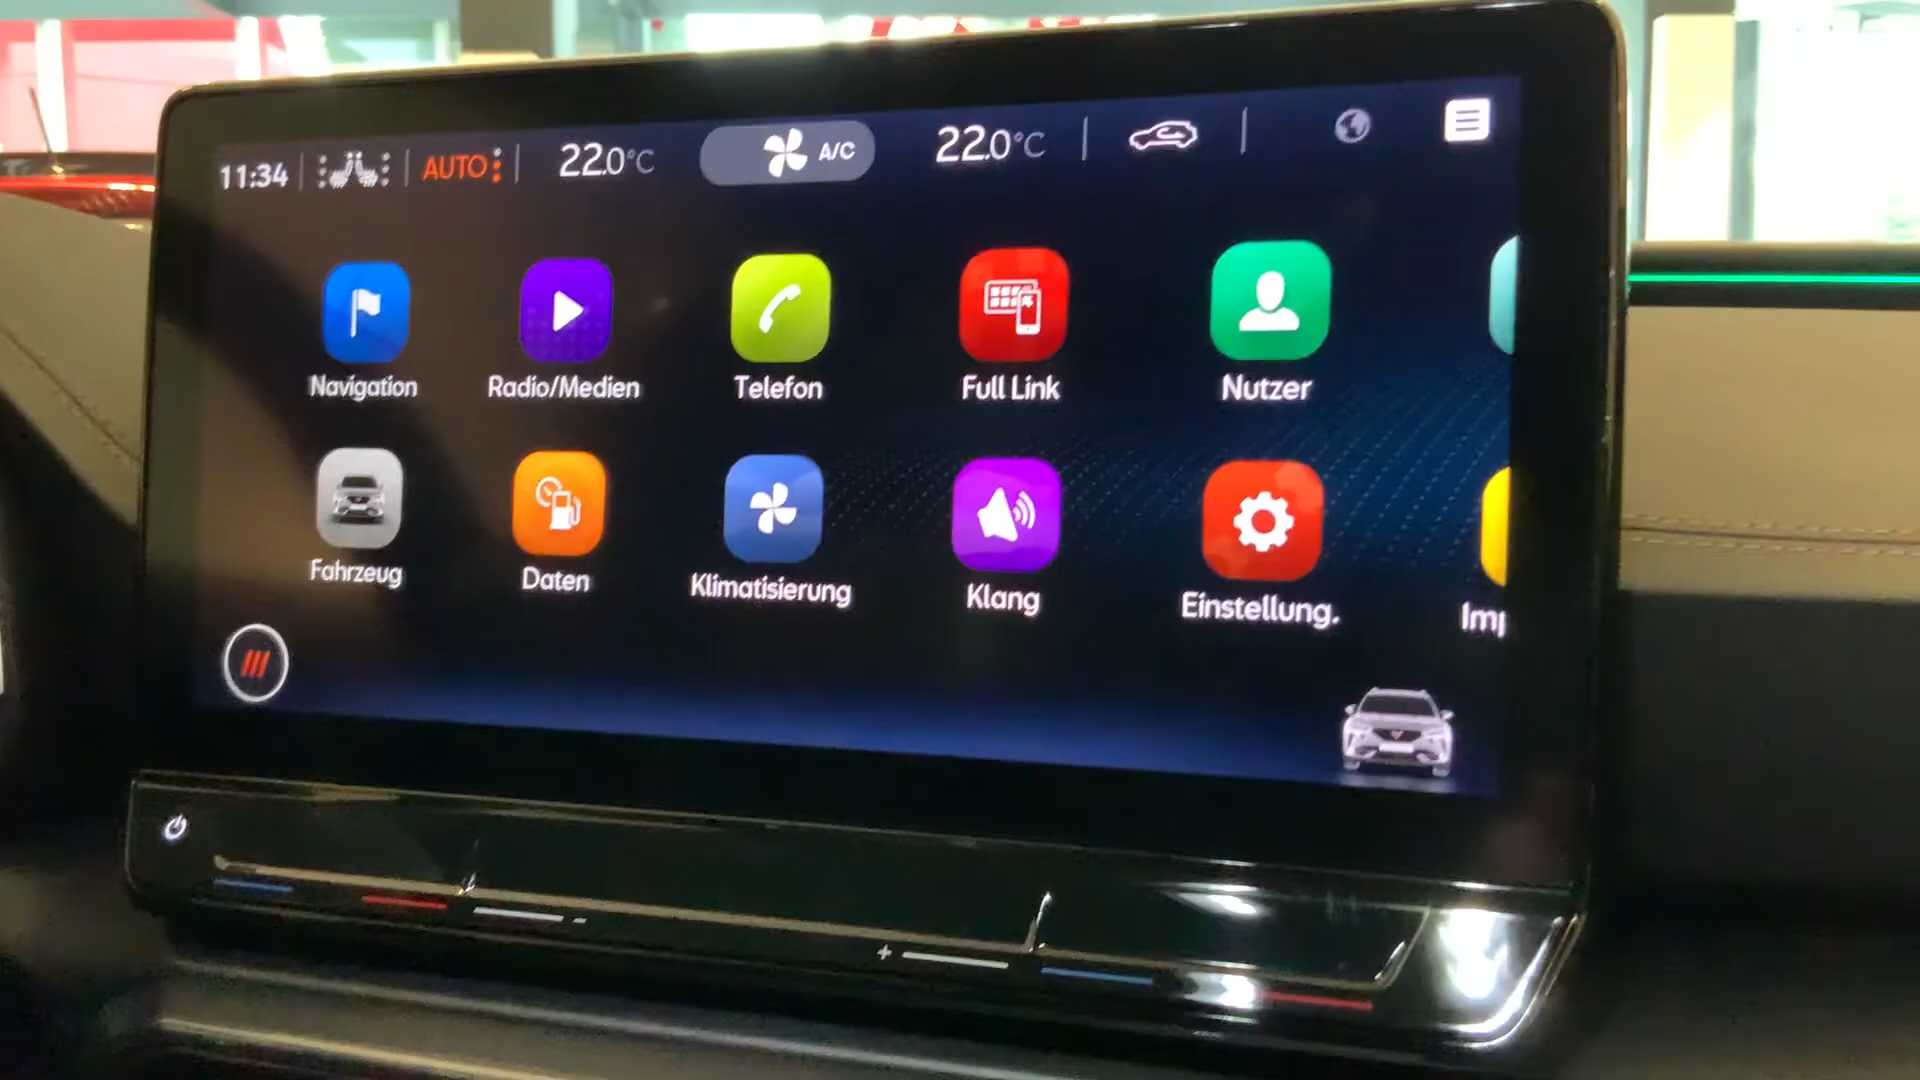 11:34 AUTO 22.0°C A/C 22.0°C
Navigation Radio/Medien Telefon Full Link Nutzer
Fahrzeug Daten Klimatisierung Klang Einstellung. Imp
- +